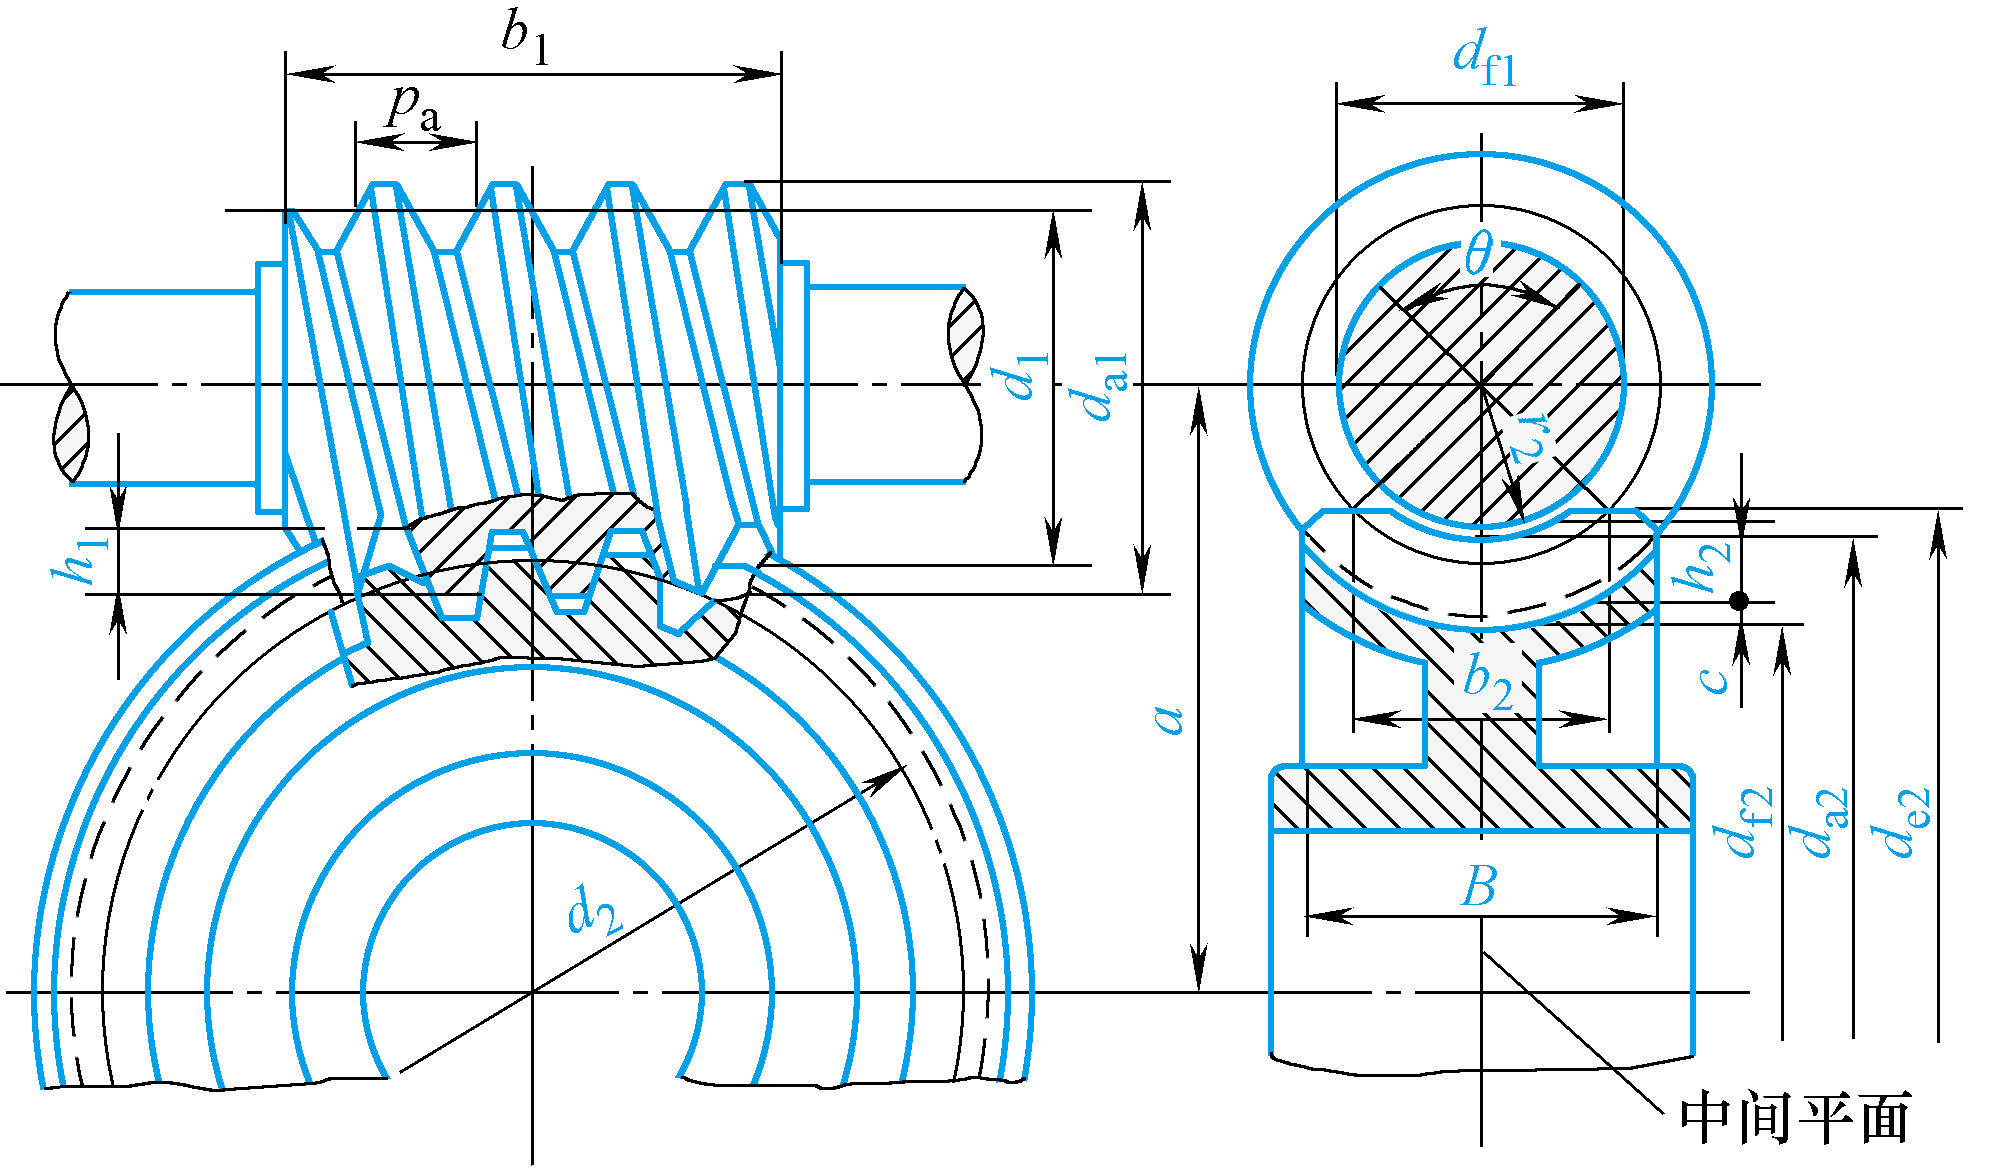 b1
pa
df1
θ
d1
da1
r2
h1
h2
a
b2
c
df2
da2
de2
d2
B
中间平面